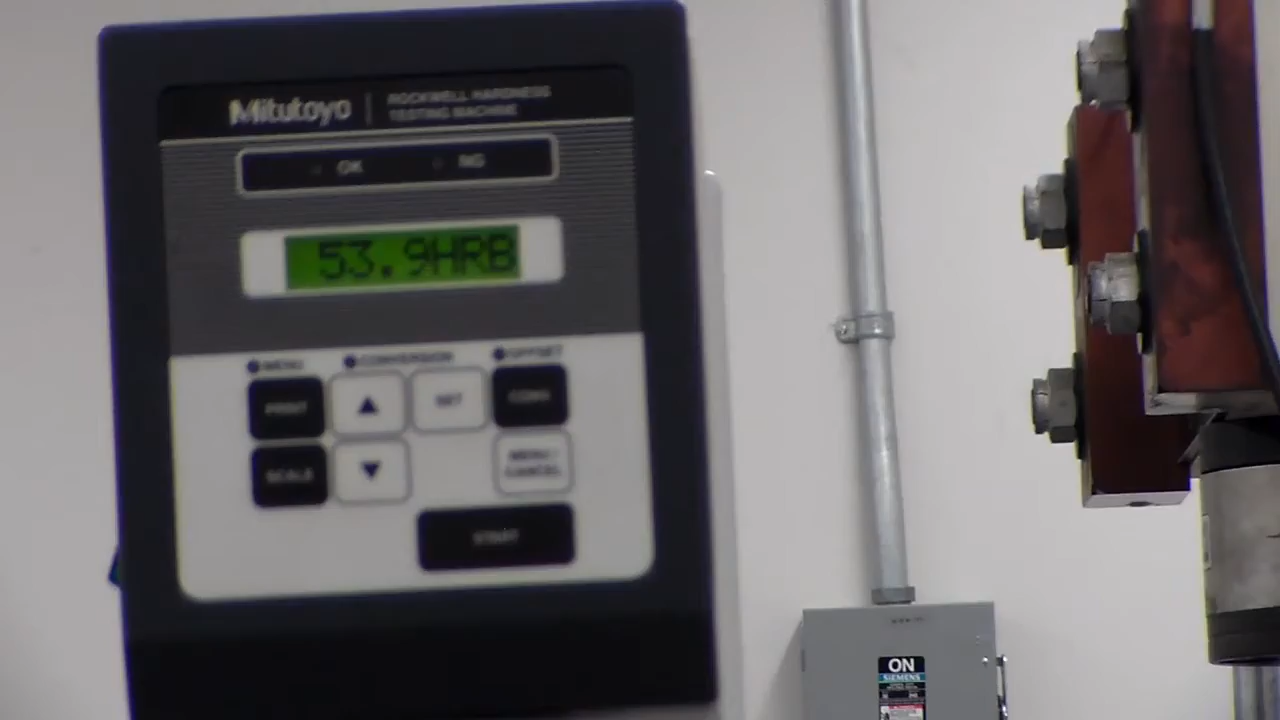 Mitutoyo
ROCKWELL HARDNESS
TESTING MACHINE
OK NG
53.9HRB
MENU CONVERSION OFFSET
PRINT SET CONV
SCALE MENU/
CANCEL
START
ON
SIEMENS